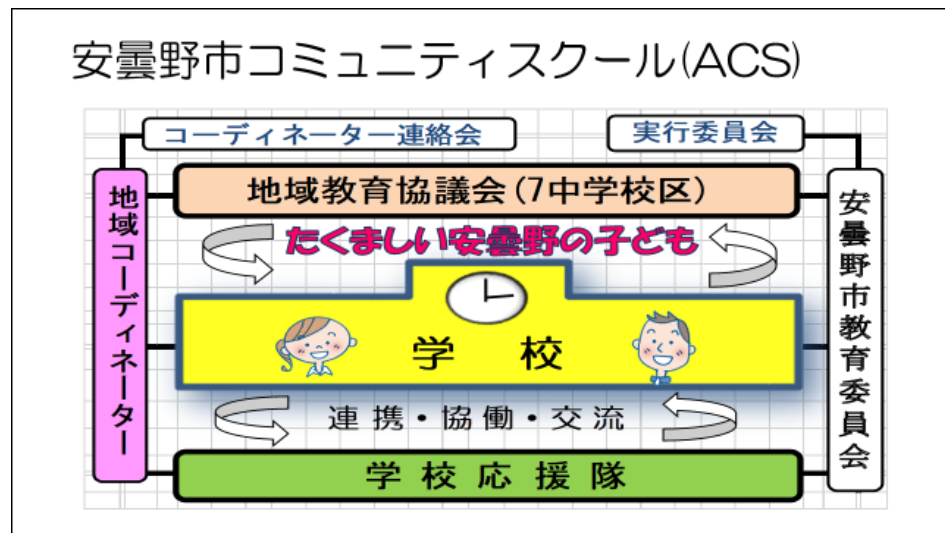 安曇野市コミュニティスクール(ACS)
コーディネーター連絡会
実行委員会
地域教育協議会(7中学校区)
地域コーディネーター
たくましい安曇野の子ども
安曇野市教育委員会
学校
連携・協働・交流
学校応援隊